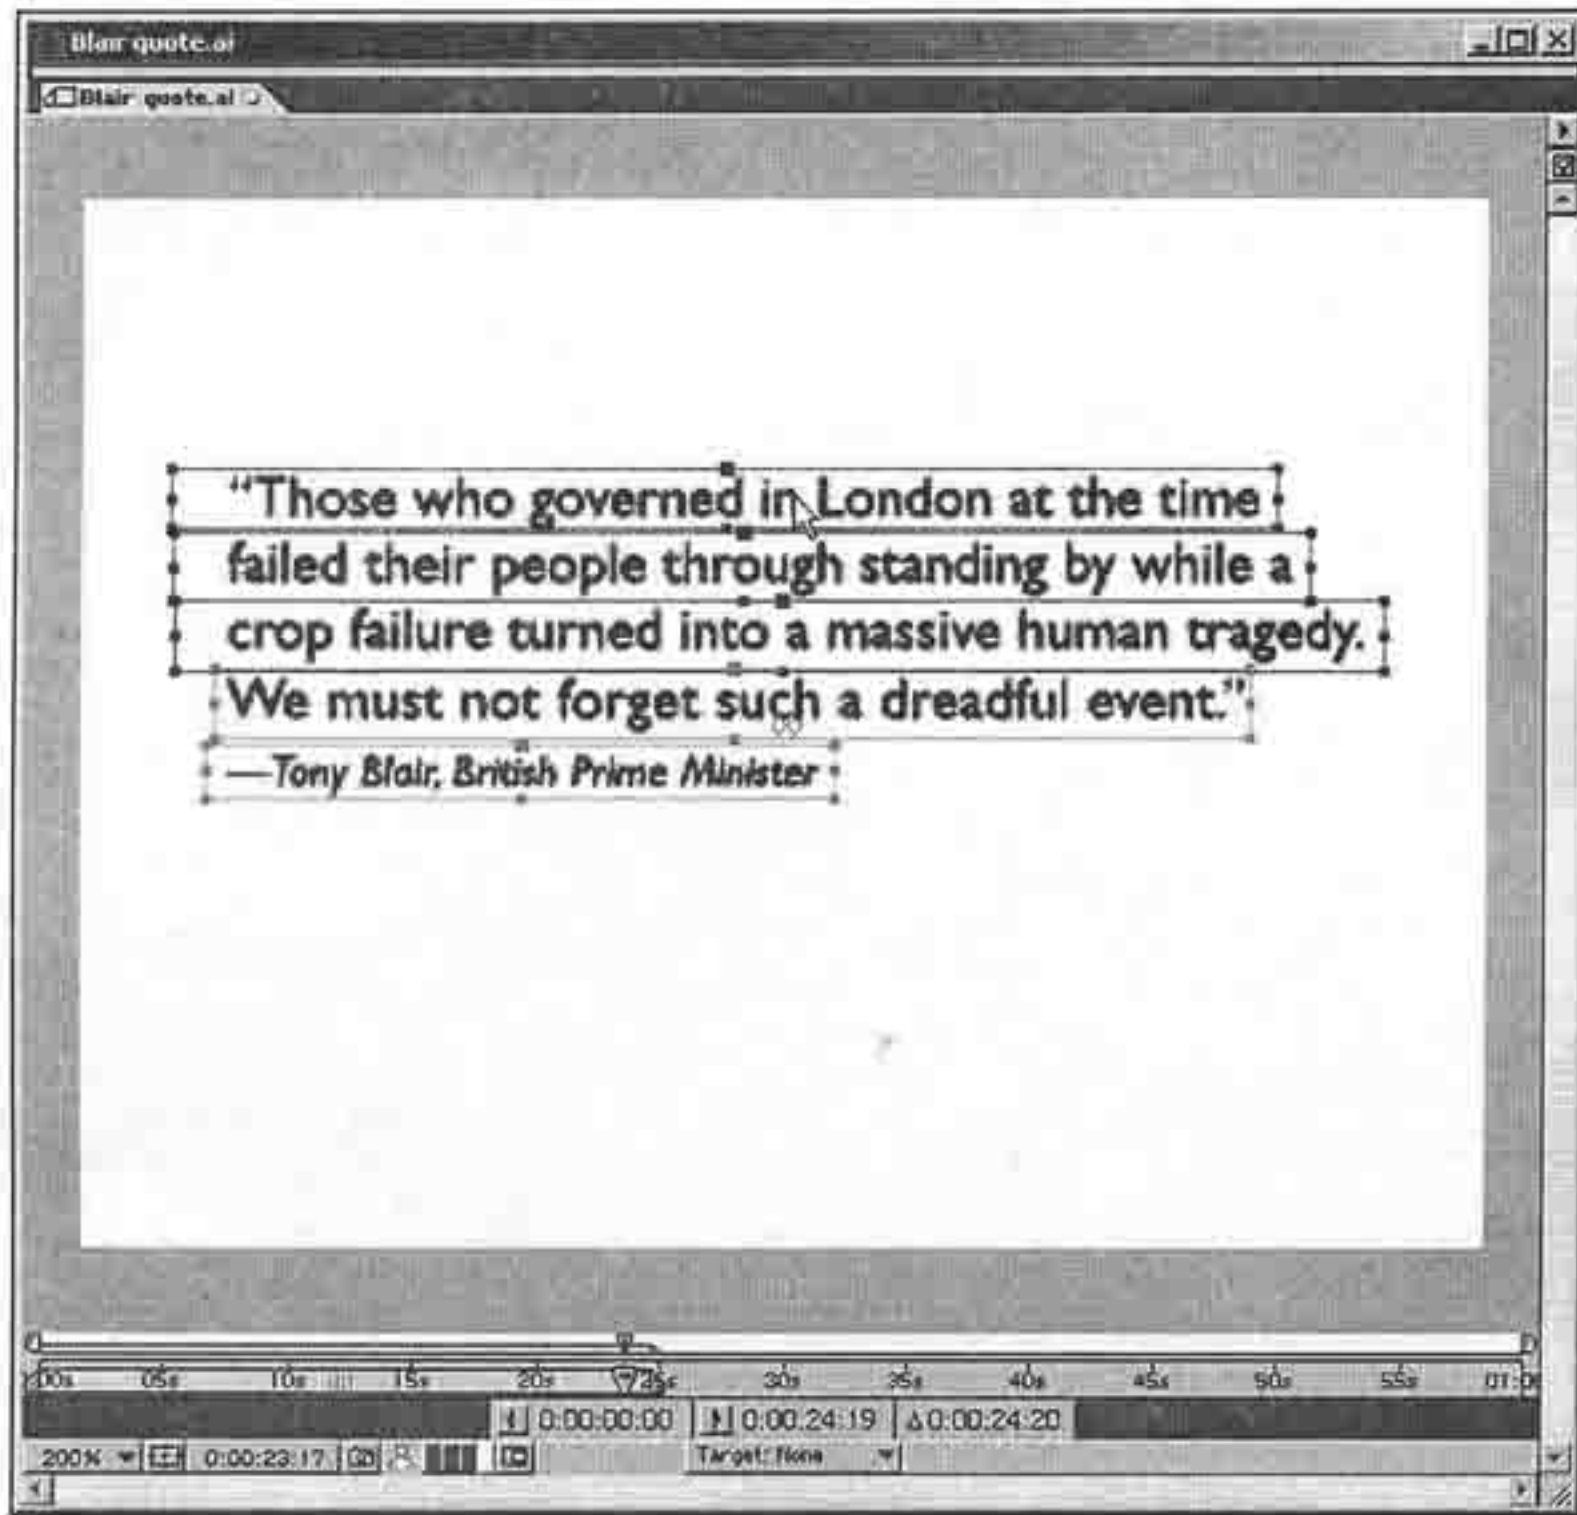 Blair quote.ai
Blair quote.ai
“Those who governed in London at the time
failed their people through standing by while a
crop failure turned into a massive human tragedy.
We must not forget such a dreadful event.”
—Tony Blair, British Prime Minister
00s 05s 10s 15s 20s 25s 30s 35s 40s 45s 50s 55s 01:0
0:00:00:00 0:00:24:19 Δ0:00:24:20
200% 0:00:23:17 Target: None